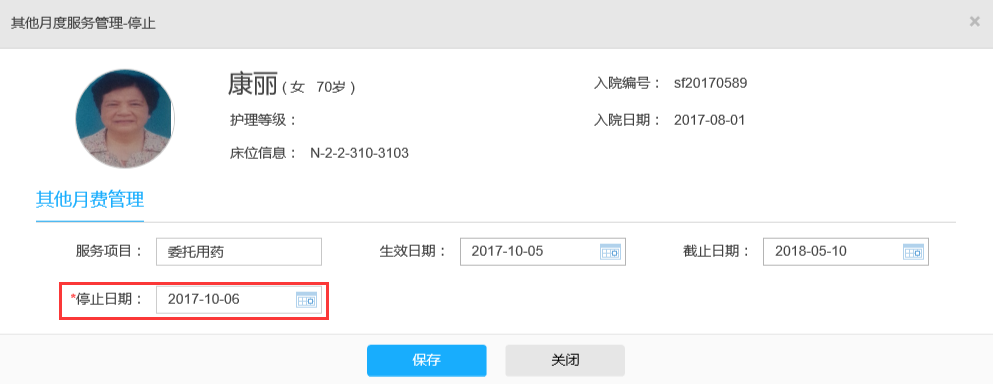 其他月度服务管理-停止
×
康丽 ( 女 70岁 )
入院编号： sf20170589
护理等级：
入院日期： 2017-08-01
床位信息： N-2-2-310-3103
其他月费管理
服务项目： 委托用药 生效日期： 2017-10-05 截止日期： 2018-05-10
*停止日期： 2017-10-06
保存 关闭